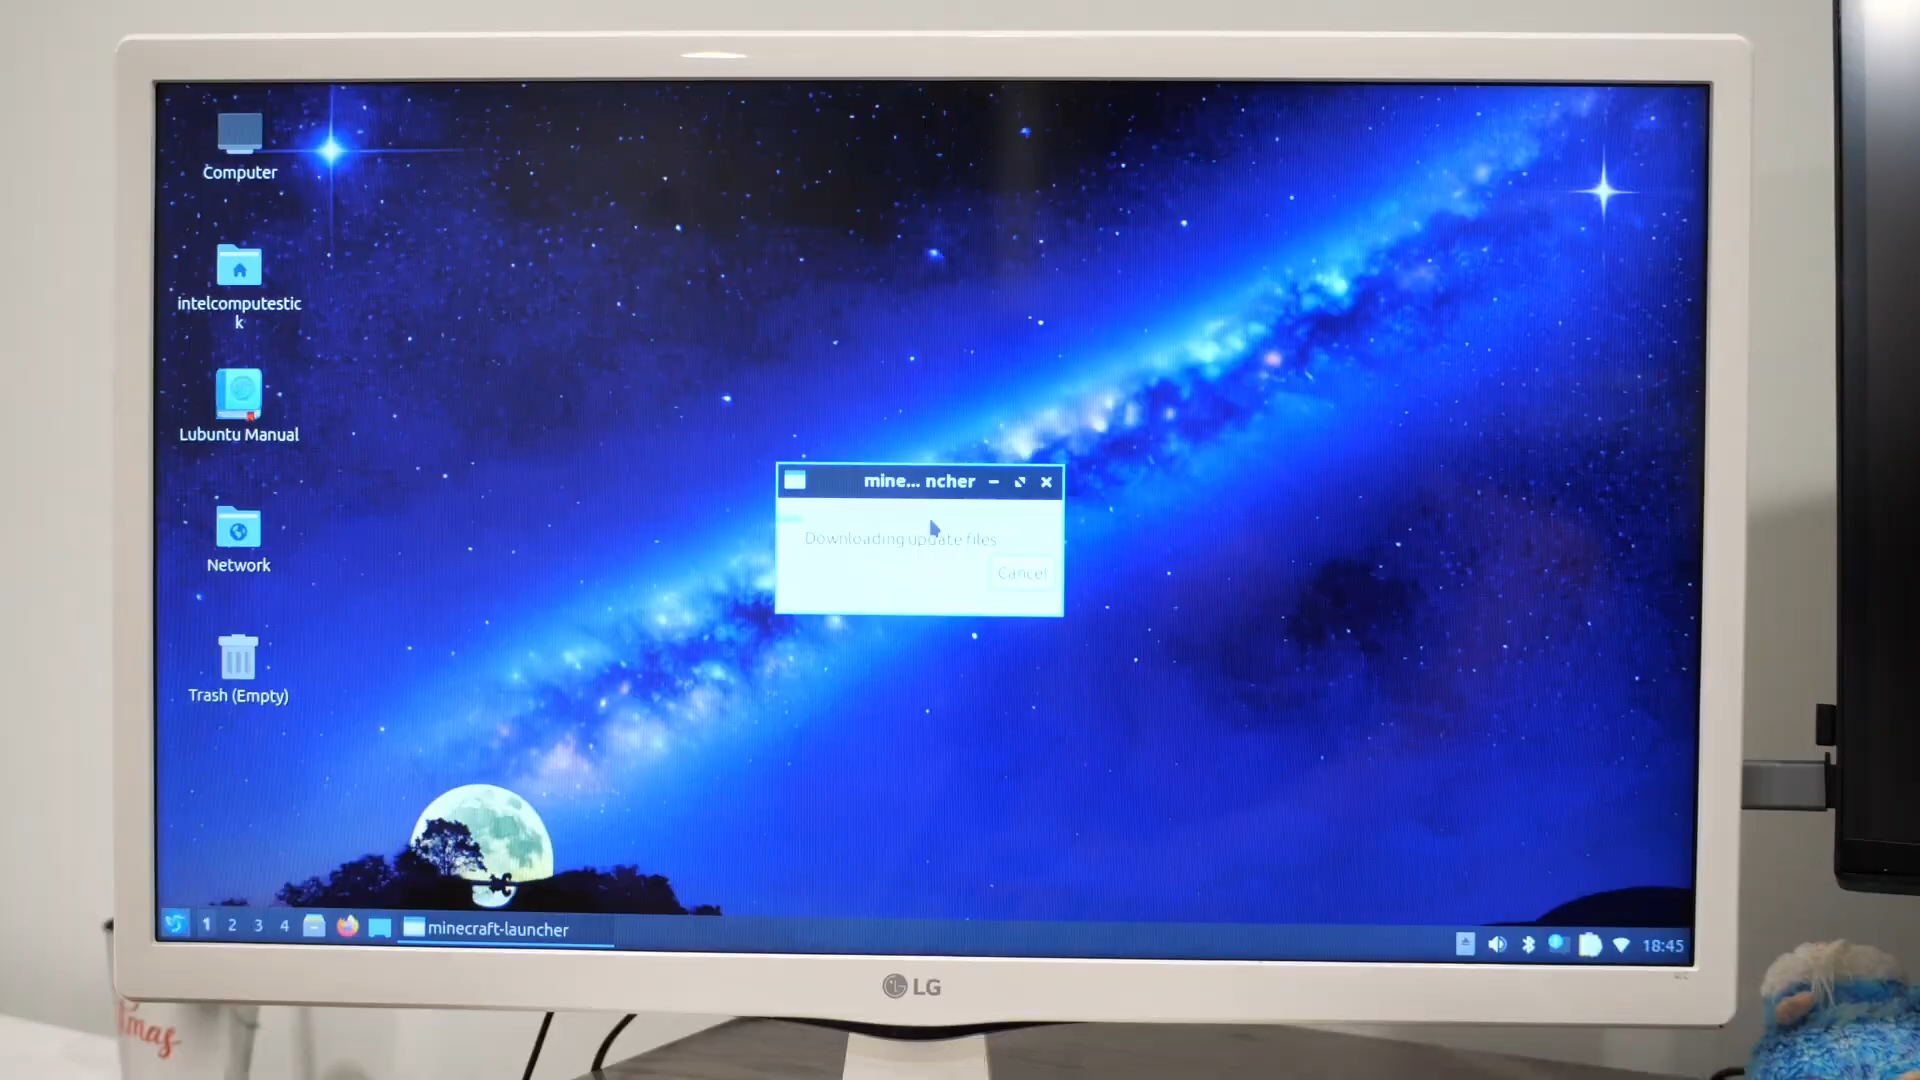 Computer
intelcomputestic
k
Lubuntu Manual
Network
Trash (Empty)
mine... ncher
Downloading update files
Cancel
1 2 3 4
minecraft-launcher
18:45
LG
mas